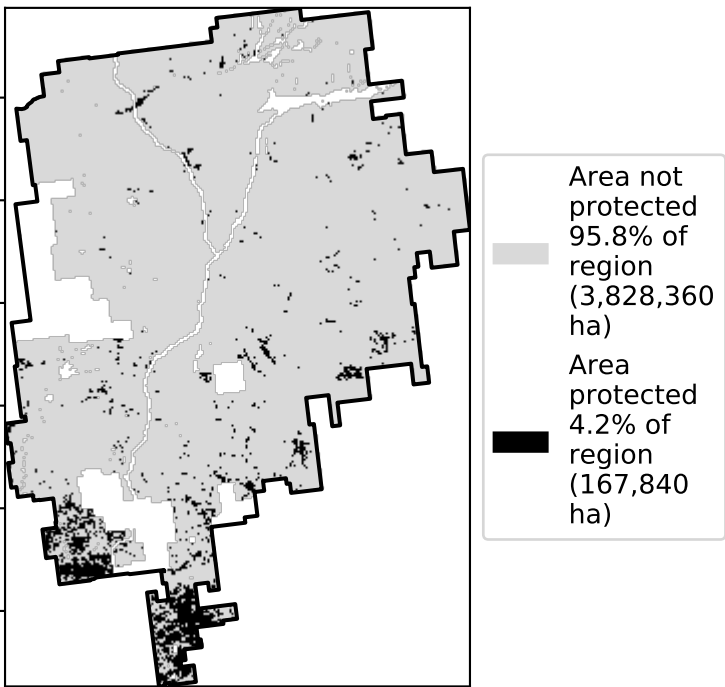 Area not
protected
95.8% of
region
(3,828,360
ha)
Area
protected
4.2% of
region
(167,840
ha)